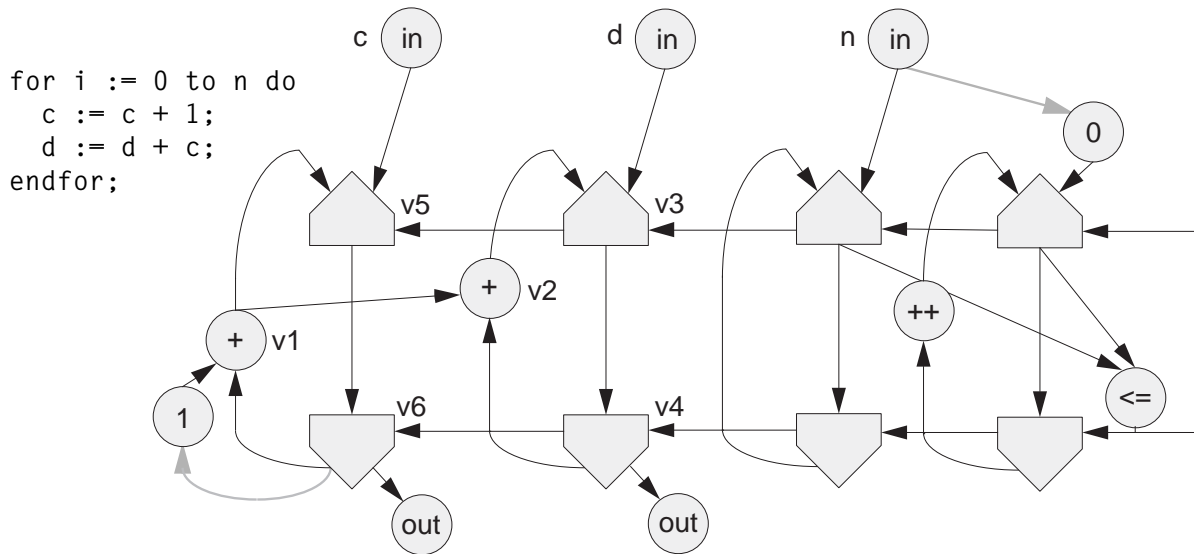 for i := 0 to n do
  c := c + 1;
  d := d + c;
endfor;
c in
d in
n in
0
v5
v3
+ v2
++
+ v1
1
<=
v6
v4
out
out